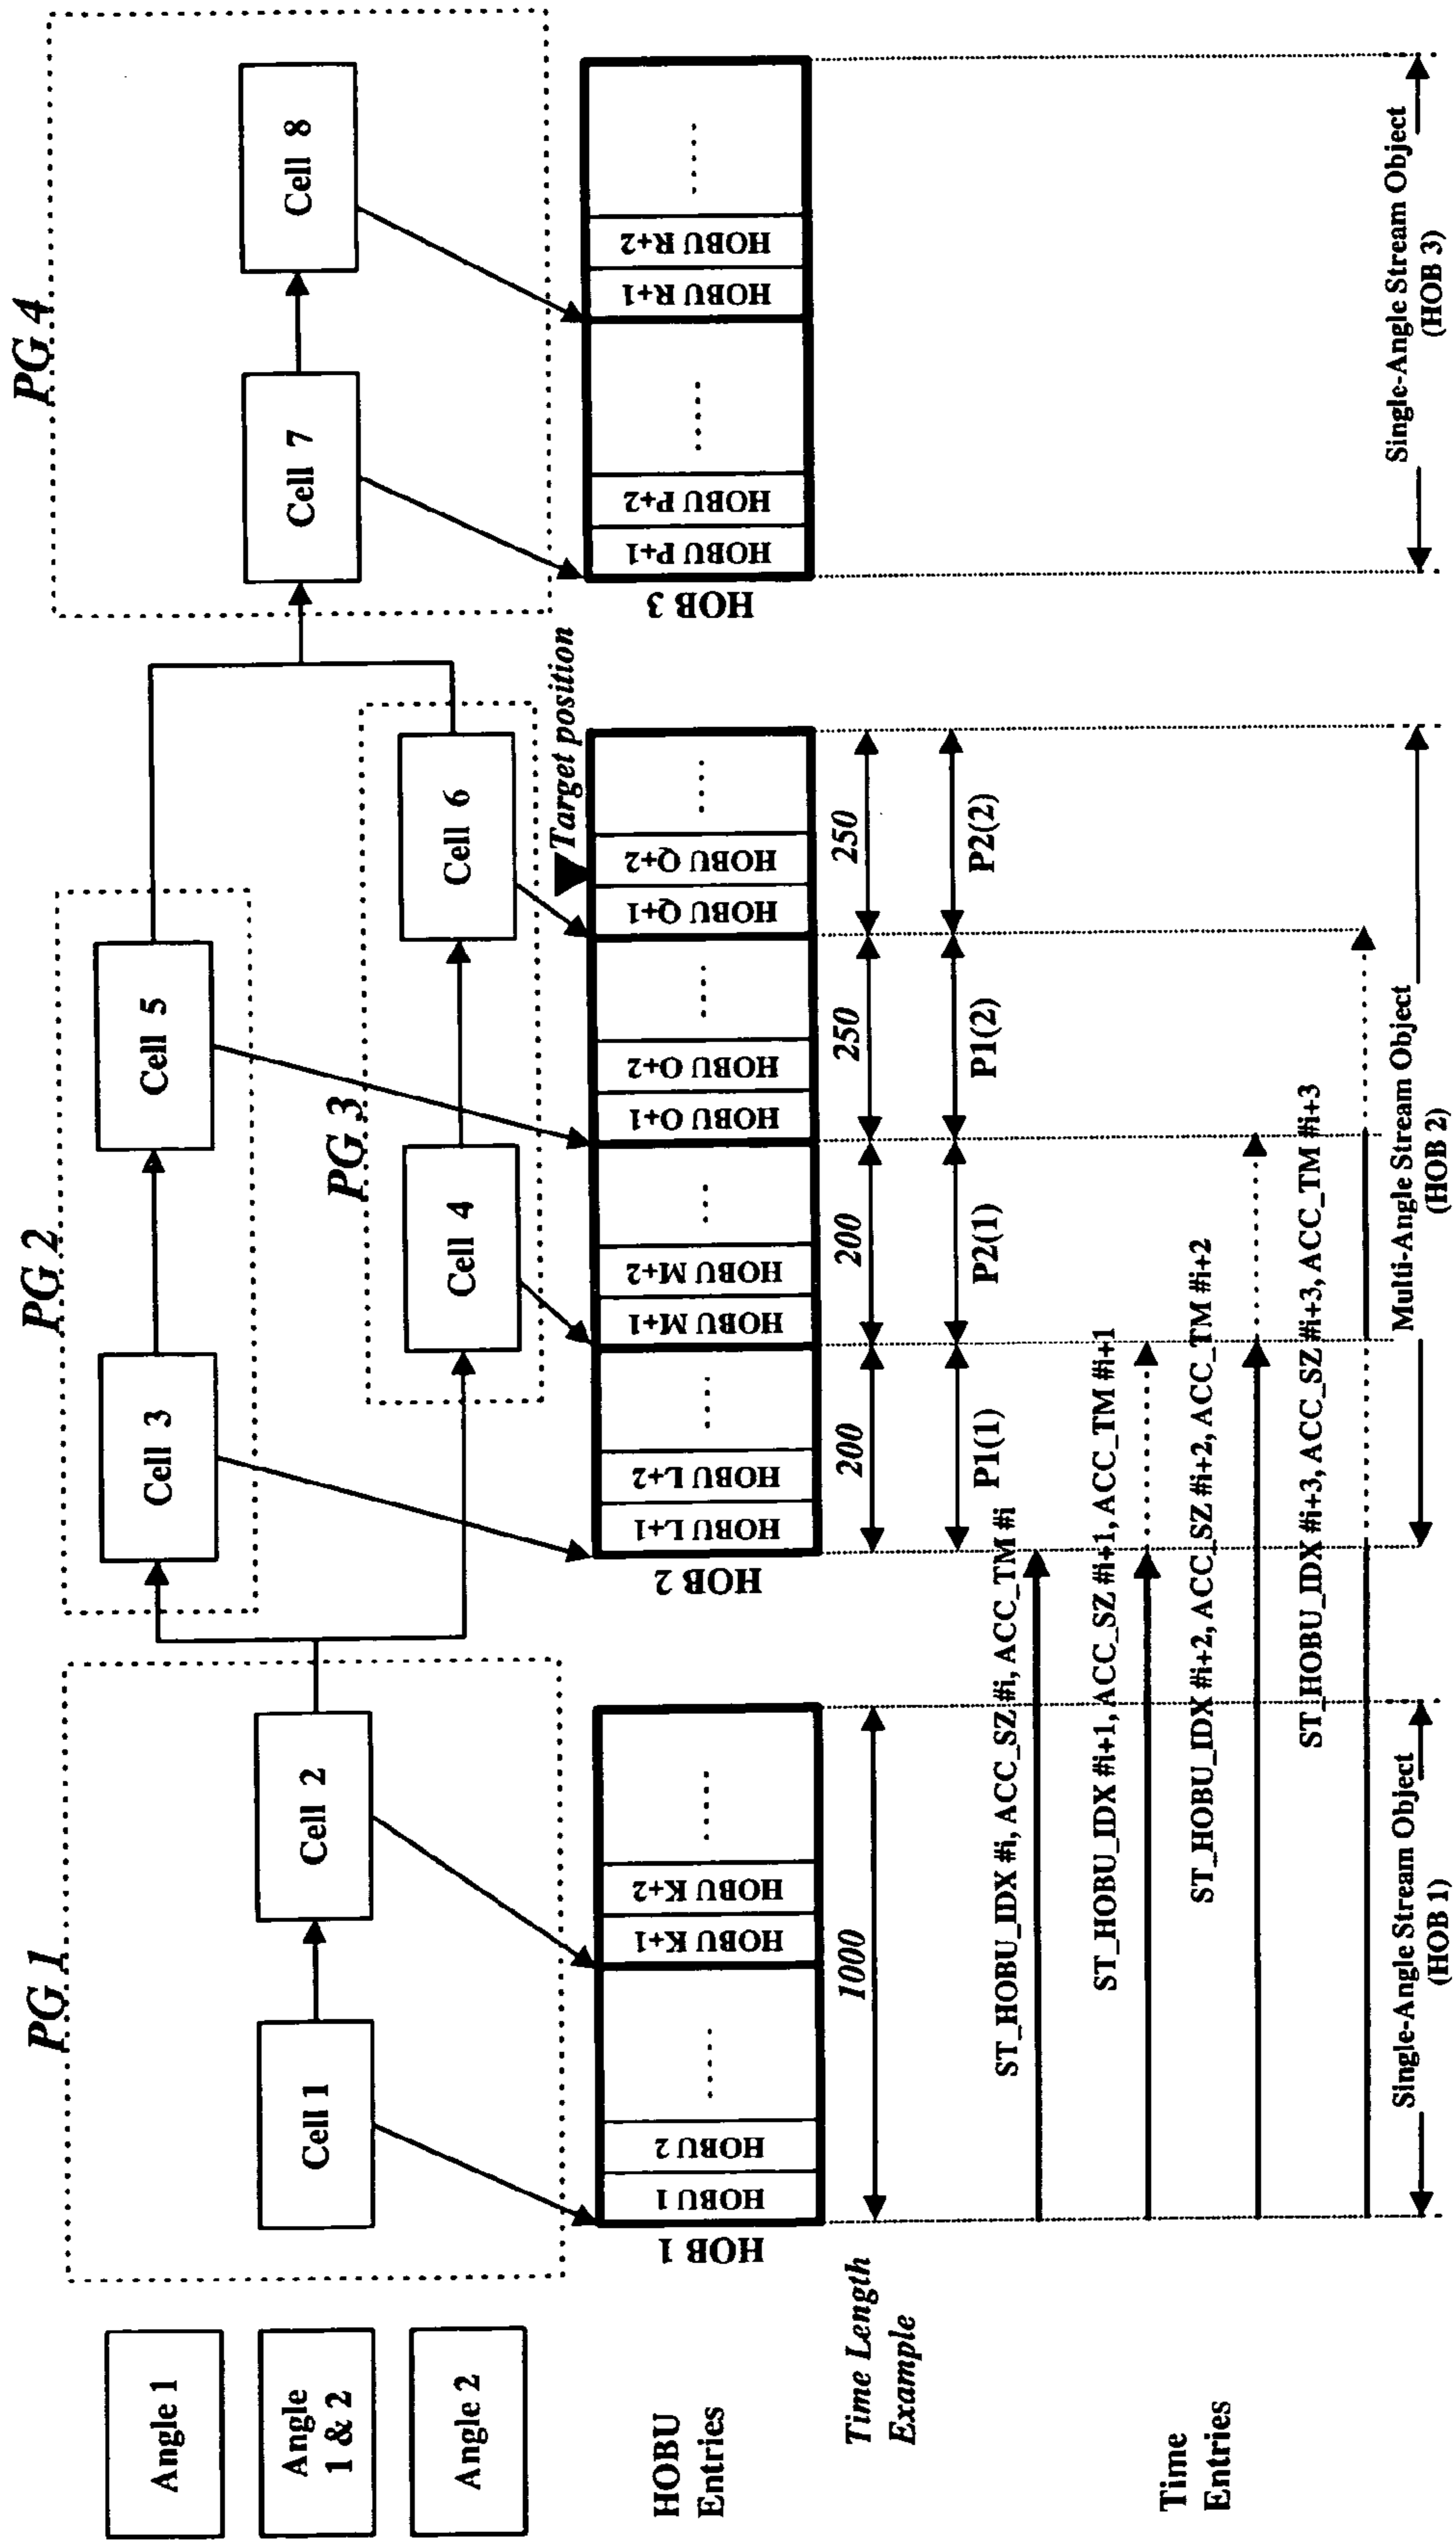 Angle 1
Angle
1 & 2
Angle 2
PG 1
PG 2
PG 3
PG 4
Cell 1
Cell 2
Cell 3
Cell 5
Cell 4
Cell 6
Cell 7
Cell 8
Target position
HOBU
Entries
HOB 1
HOBU 1
HOBU 2
......
HOBU K+1
HOBU K+2
......
HOB 2
HOBU L+1
HOBU L+2
......
HOBU M+1
HOBU M+2
......
HOBU O+1
HOBU O+2
......
HOBU Q+1
HOBU Q+2
......
HOB 3
HOBU P+1
HOBU P+2
......
HOBU R+1
HOBU R+2
......
Time Length
Example
1000
200
200
250
250
P1(1)
P2(1)
P1(2)
P2(2)
Time
Entries
ST_HOBU_IDX #i, ACC_SZ #i, ACC_TM #i
ST_HOBU_IDX #i+1, ACC_SZ #i+1, ACC_TM #i+1
ST_HOBU_IDX #i+2, ACC_SZ #i+2, ACC_TM #i+2
ST_HOBU_IDX #i+3, ACC_SZ #i+3, ACC_TM #i+3
Single-Angle Stream Object
(HOB 1)
Multi-Angle Stream Object
(HOB 2)
Single-Angle Stream Object
(HOB 3)